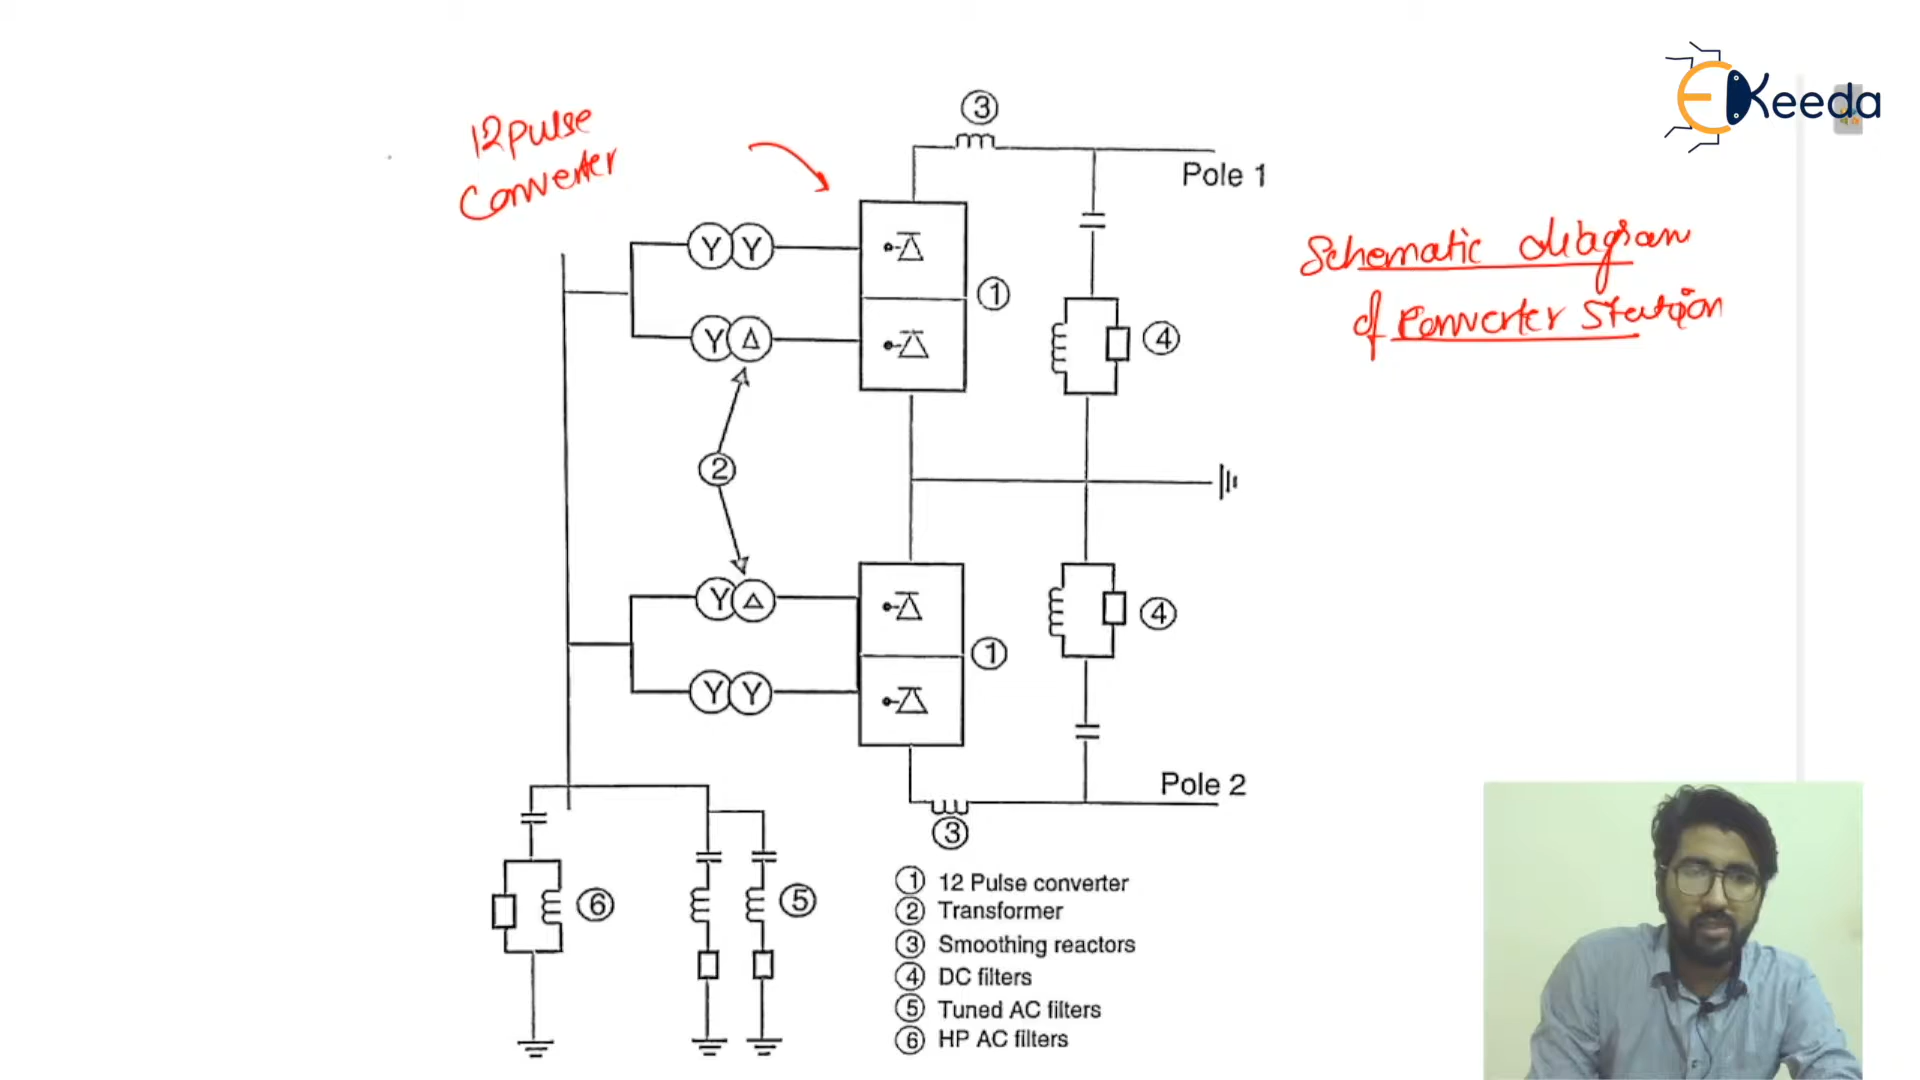 EKeeda
12 pulse
Converter
3
Pole 1
Schematic diagram
of converter station
Y Y
1
Y Δ
4
2
Y Δ
4
1
Y Y
Pole 2
3
6
5
1 12 Pulse converter
2 Transformer
3 Smoothing reactors
4 DC filters
5 Tuned AC filters
6 HP AC filters